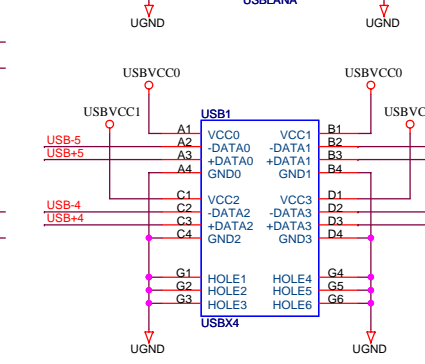 USBLANA
UGND UGND
USBVCC0 USBVCC0
USBVCC1 USBVC
USB1
A1 VCC0 VCC1 B1
USB-5 A2 -DATA0 -DATA1 B2
USB+5 A3 +DATA0 +DATA1 B3
A4 GND0 GND1 B4
C1 VCC2 VCC3 D1
USB-4 C2 -DATA2 -DATA3 D2
USB+4 C3 +DATA2 +DATA3 D3
C4 GND2 GND3 D4
G1 HOLE1 HOLE4 G4
G2 HOLE2 HOLE5 G5
G3 HOLE3 HOLE6 G6
USBX4
UGND UGND